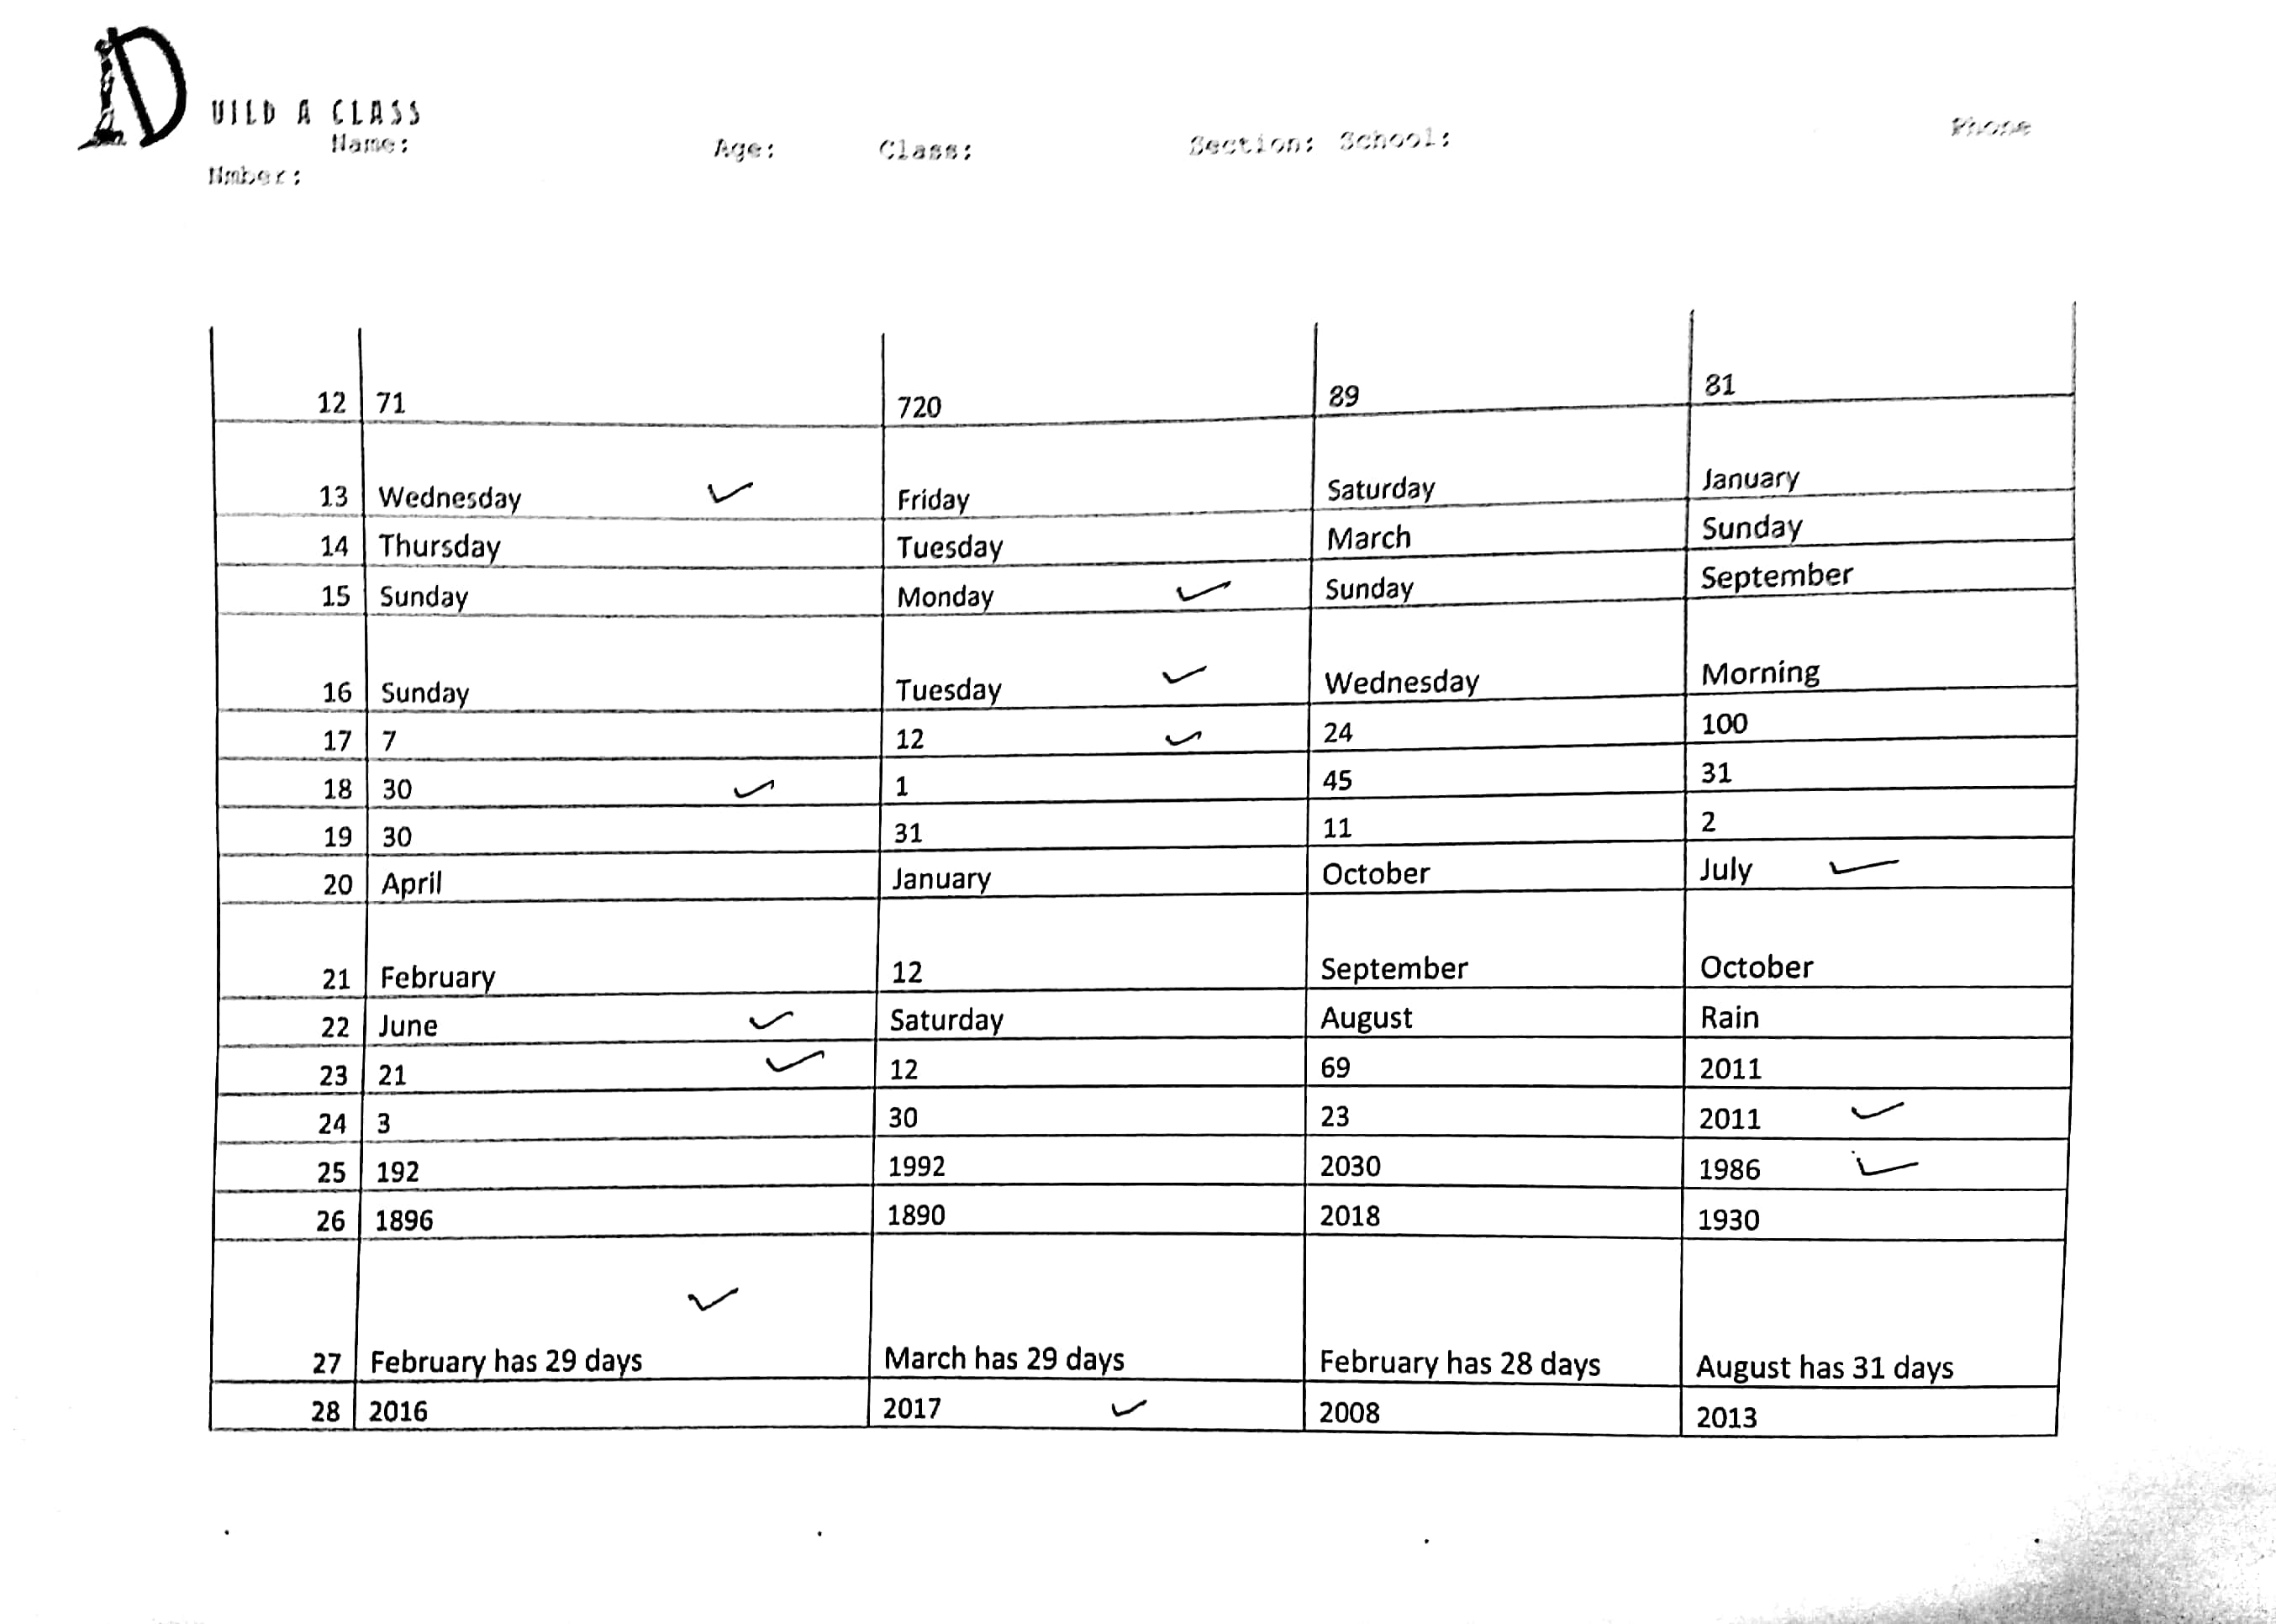 UILD A CLASS
Name: Age: Class: Section: School: Phone
Nmber:
12 71 720 89 81
13 Wednesday ✓ Friday Saturday January
14 Thursday Tuesday March Sunday
15 Sunday Monday ✓ Sunday September
16 Sunday Tuesday ✓ Wednesday Morning
17 7 12 ✓ 24 100
18 30 ✓ 1 45 31
19 30 31 11 2
20 April January October July ✓
21 February 12 September October
22 June ✓ Saturday August Rain
23 21 ✓ 12 69 2011
24 3 30 23 2011 ✓
25 192 1992 2030 1986 ✓
26 1896 1890 2018 1930
27 February has 29 days ✓ March has 29 days February has 28 days August has 31 days
28 2016 2017 ✓ 2008 2013